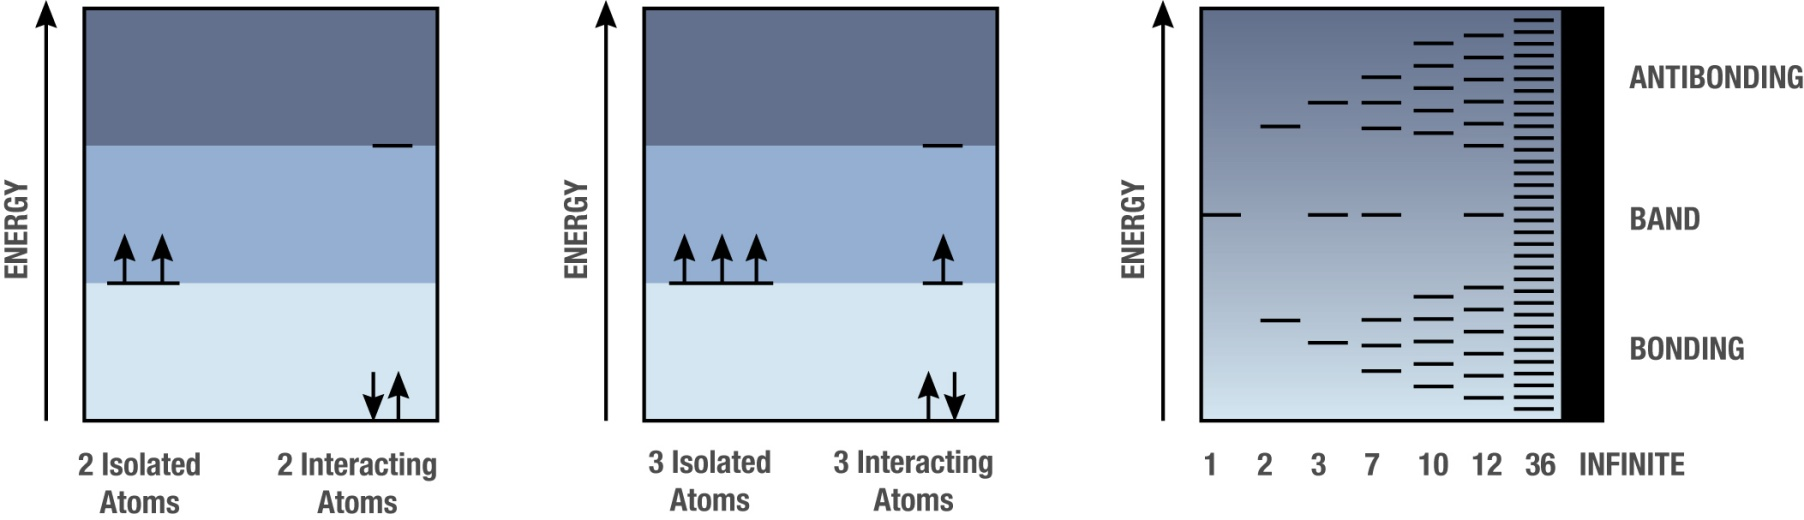 ENERGY
2 Isolated
Atoms
2 Interacting
Atoms
ENERGY
3 Isolated
Atoms
3 Interacting
Atoms
ENERGY
ANTIBONDING
BAND
BONDING
1 2 3 7 10 12 36 INFINITE